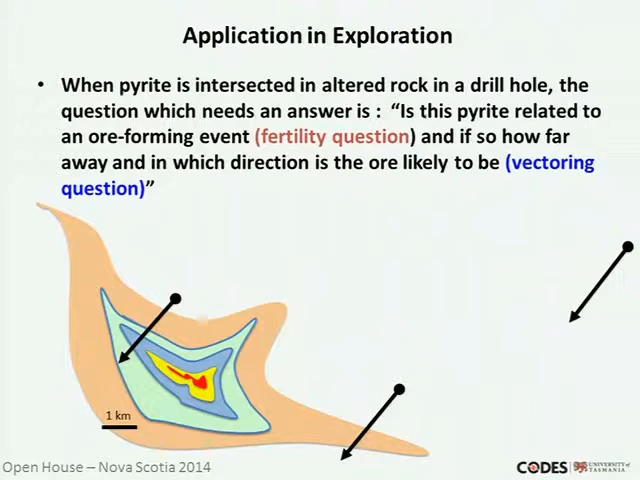 Application in Exploration
• When pyrite is intersected in altered rock in a drill hole, the
question which needs an answer is : “Is this pyrite related to
an ore-forming event (fertility question) and if so how far
away and in which direction is the ore likely to be (vectoring
question)”
1 km
Open House – Nova Scotia 2014
CODES
UNIVERSITY of
TASMANIA